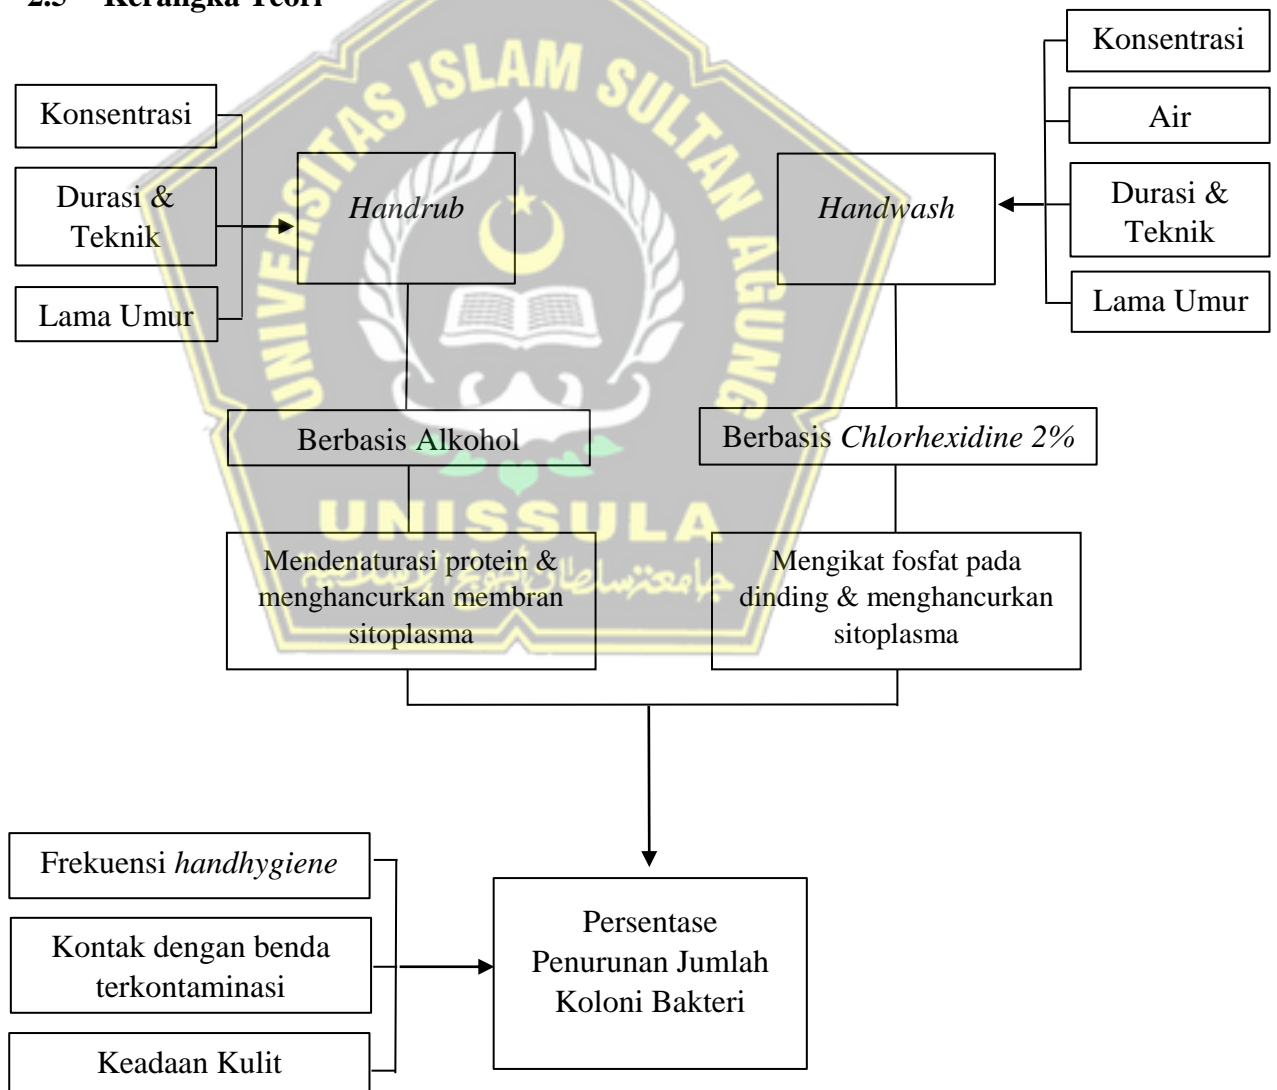 2.5 Kerangka Teori
Konsentrasi
Durasi &
Teknik
Lama Umur
Handrub
Handwash
Konsentrasi
Air
Durasi &
Teknik
Lama Umur
Berbasis Alkohol
Berbasis Chlorhexidine 2%
Mendenaturasi protein &
menghancurkan membran
sitoplasma
Mengikat fosfat pada
dinding & menghancurkan
sitoplasma
Frekuensi handhygiene
Kontak dengan benda
terkontaminasi
Keadaan Kulit
Persentase
Penurunan Jumlah
Koloni Bakteri
UNIVERSITAS ISLAM SULTAN AGUNG
UNISSULA